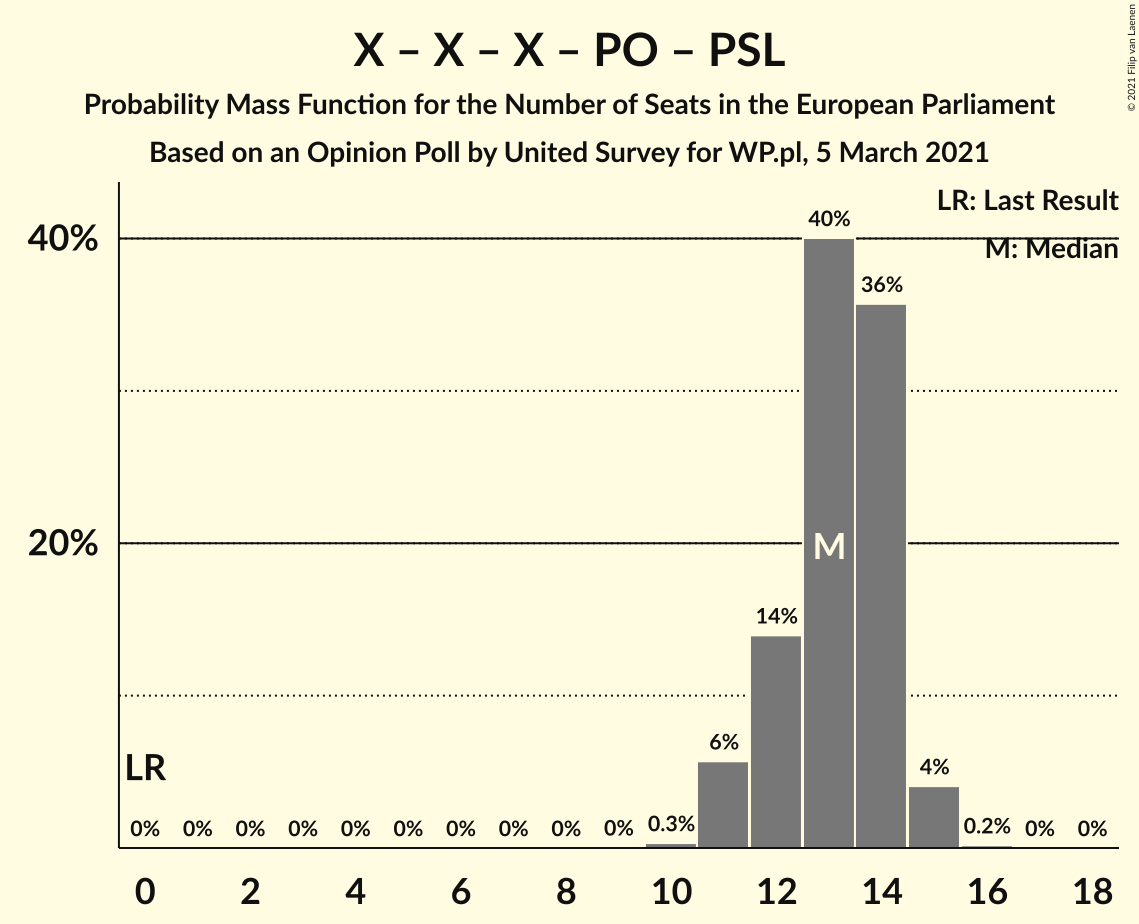 X – X – X – PO – PSL
Probability Mass Function for the Number of Seats in the European Parliament
Based on an Opinion Poll by United Survey for WP.pl, 5 March 2021
© 2021 Filip van Laenen
LR: Last Result
M: Median
40%
20%
40%
36%
M
14%
6%
4%
LR
0% 0% 0% 0% 0% 0% 0% 0% 0% 0% 0.3% 0.2% 0% 0%
0 2 4 6 8 10 12 14 16 18